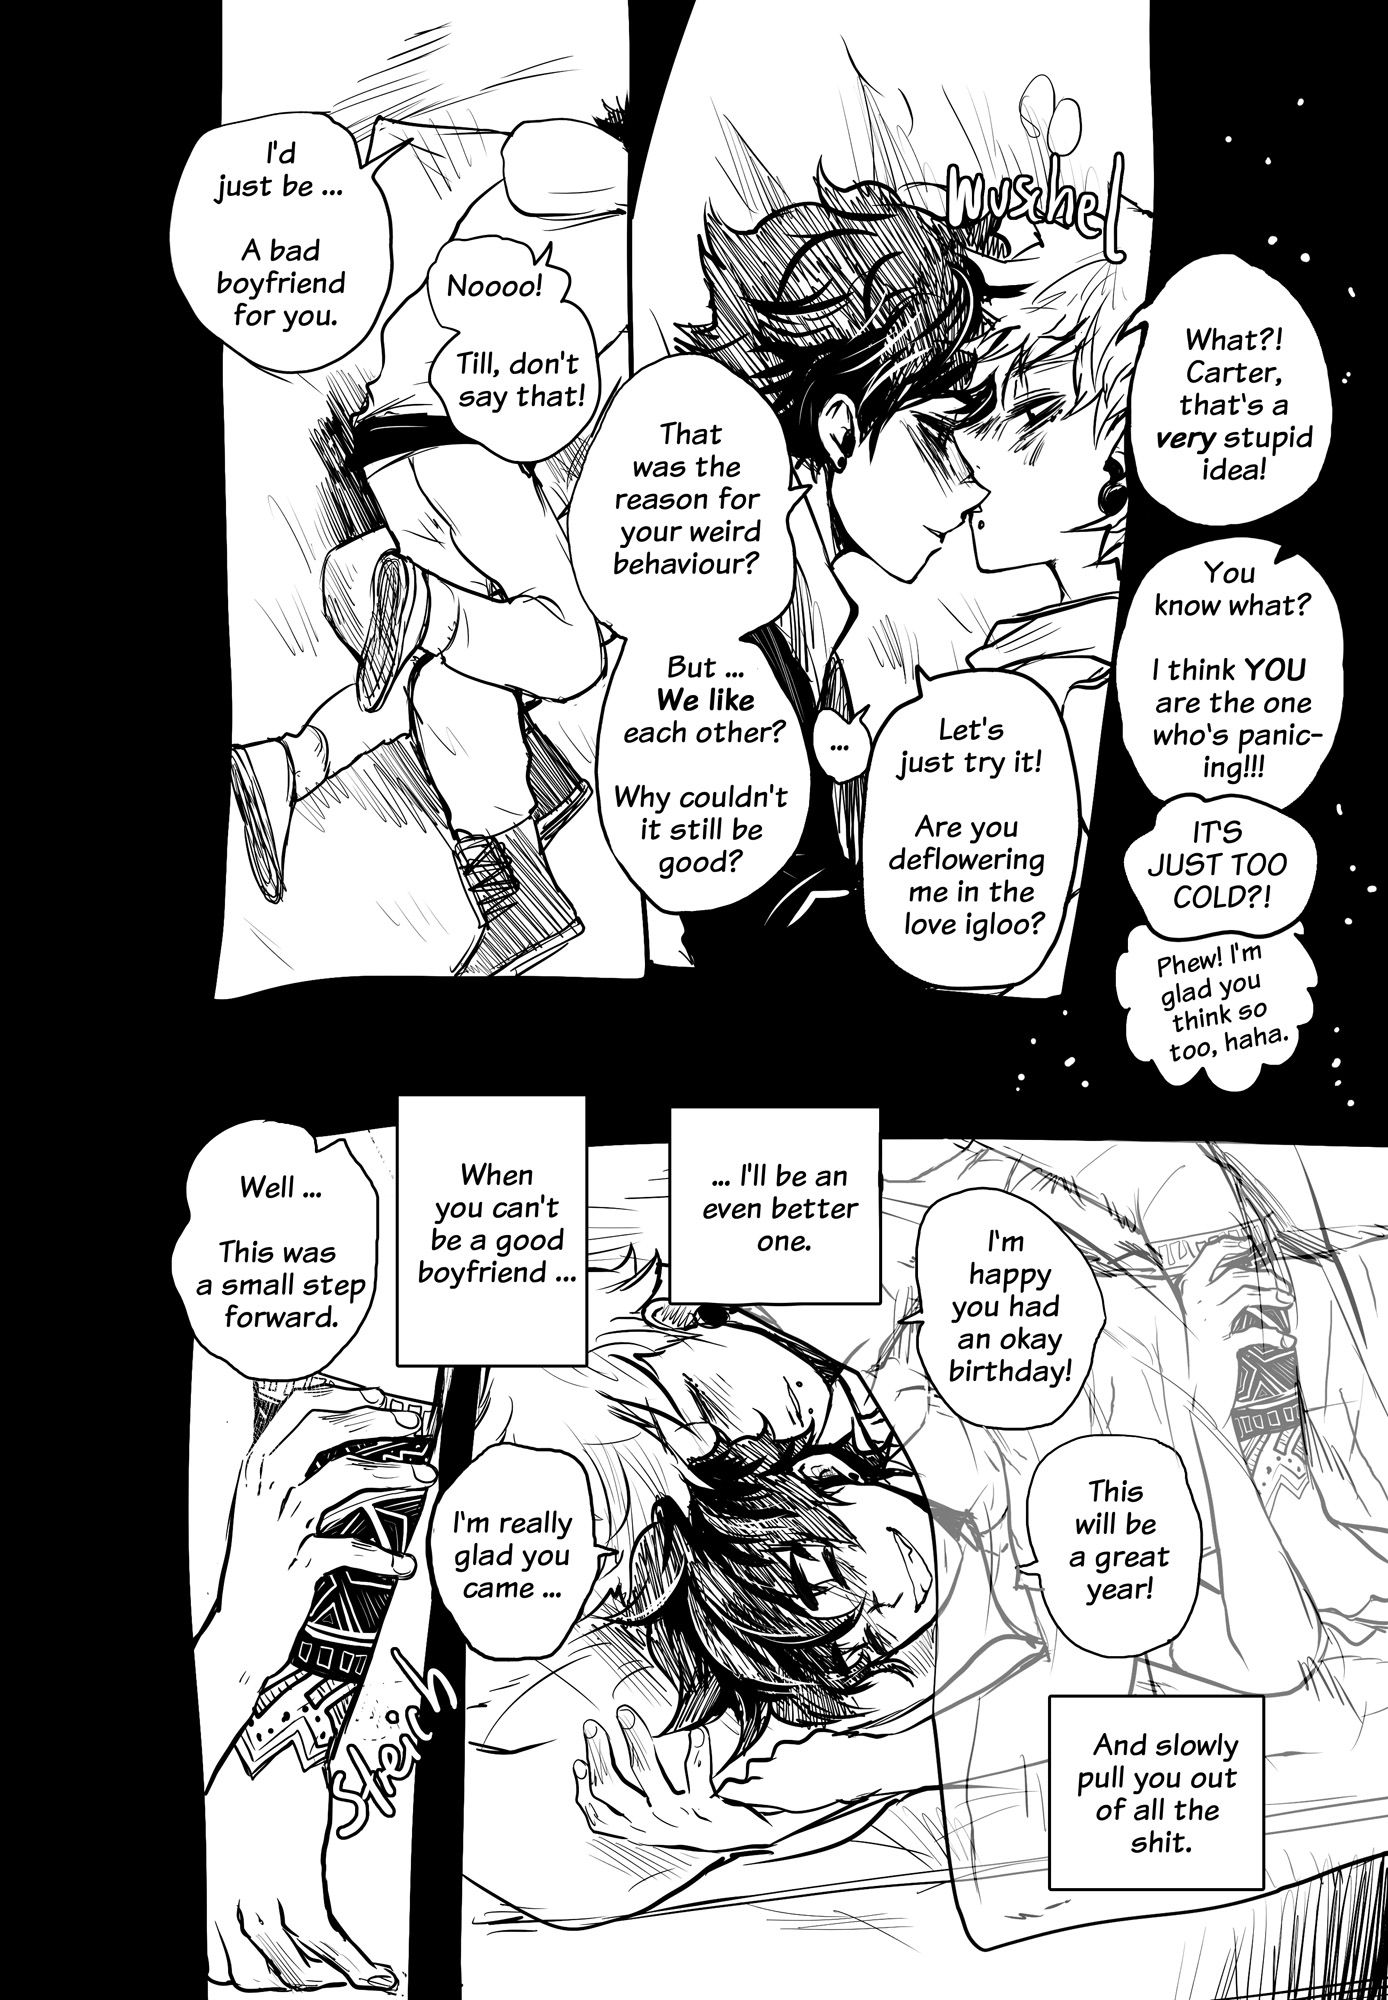 I'd
just be ...
A bad
boyfriend
for you.
Noooo!
Till, don't
say that!
wuschel
That
was the
reason for
your weird
behaviour?
But ...
We like
each other?
Why couldn't
it still be
good?
...
Let's
just try it!
Are you
deflowering
me in the
love igloo?
What?!
Carter,
that's a
very stupid
idea!
You
know what?
I think YOU
are the one
who's panic-
ing!!!
IT'S
JUST TOO
COLD?!
Phew! I'm
glad you
think so
too, haha.
Well ...
This was
a small step
forward.
When
you can't
be a good
boyfriend ...
... I'll be an
even better
one.
I'm
happy
you had
an okay
birthday!
I'm really
glad you
came ...
This
will be
a great
year!
Streich
And slowly
pull you out
of all the
shit.